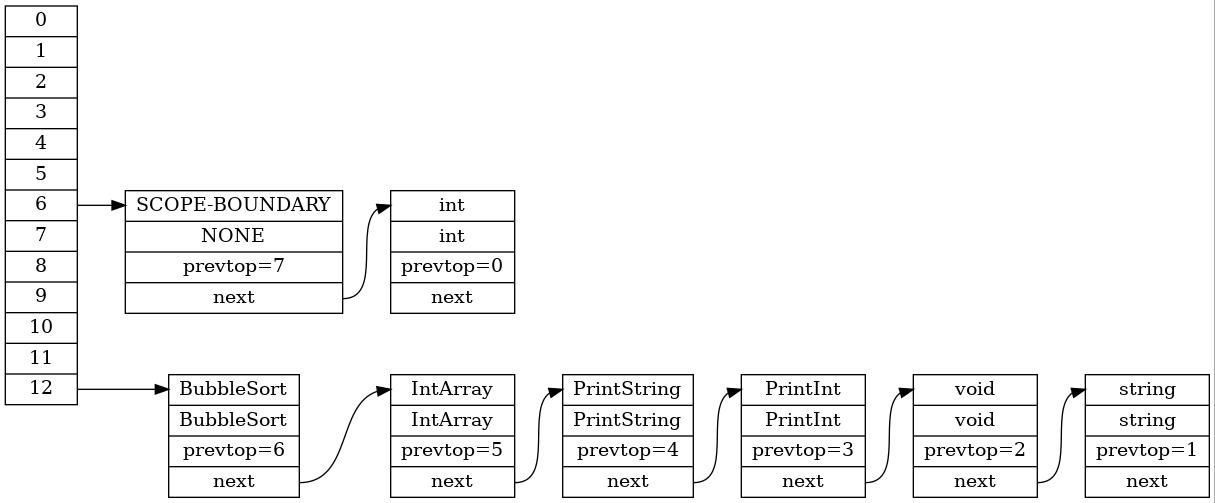 0
1
2
3
4
5
6
7
8
9
10
11
12
SCOPE-BOUNDARY
NONE
prevtop=7
next
int
int
prevtop=0
next
BubbleSort
BubbleSort
prevtop=6
next
IntArray
IntArray
prevtop=5
next
PrintString
PrintString
prevtop=4
next
PrintInt
PrintInt
prevtop=3
next
void
void
prevtop=2
next
string
string
prevtop=1
next